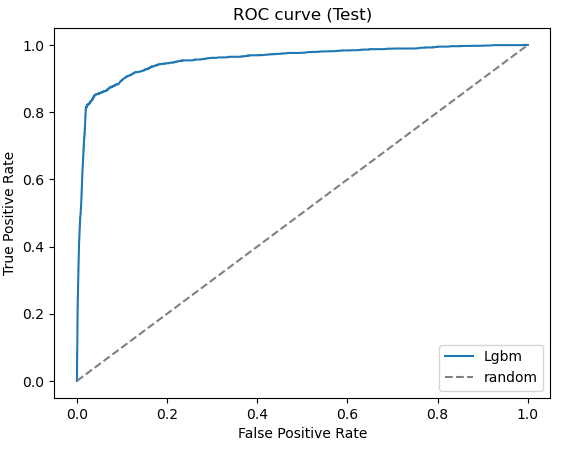 ROC curve (Test)
True Positive Rate
1.0
0.8
0.6
0.4
0.2
0.0
Lgbm
random
0.0 0.2 0.4 0.6 0.8 1.0
False Positive Rate